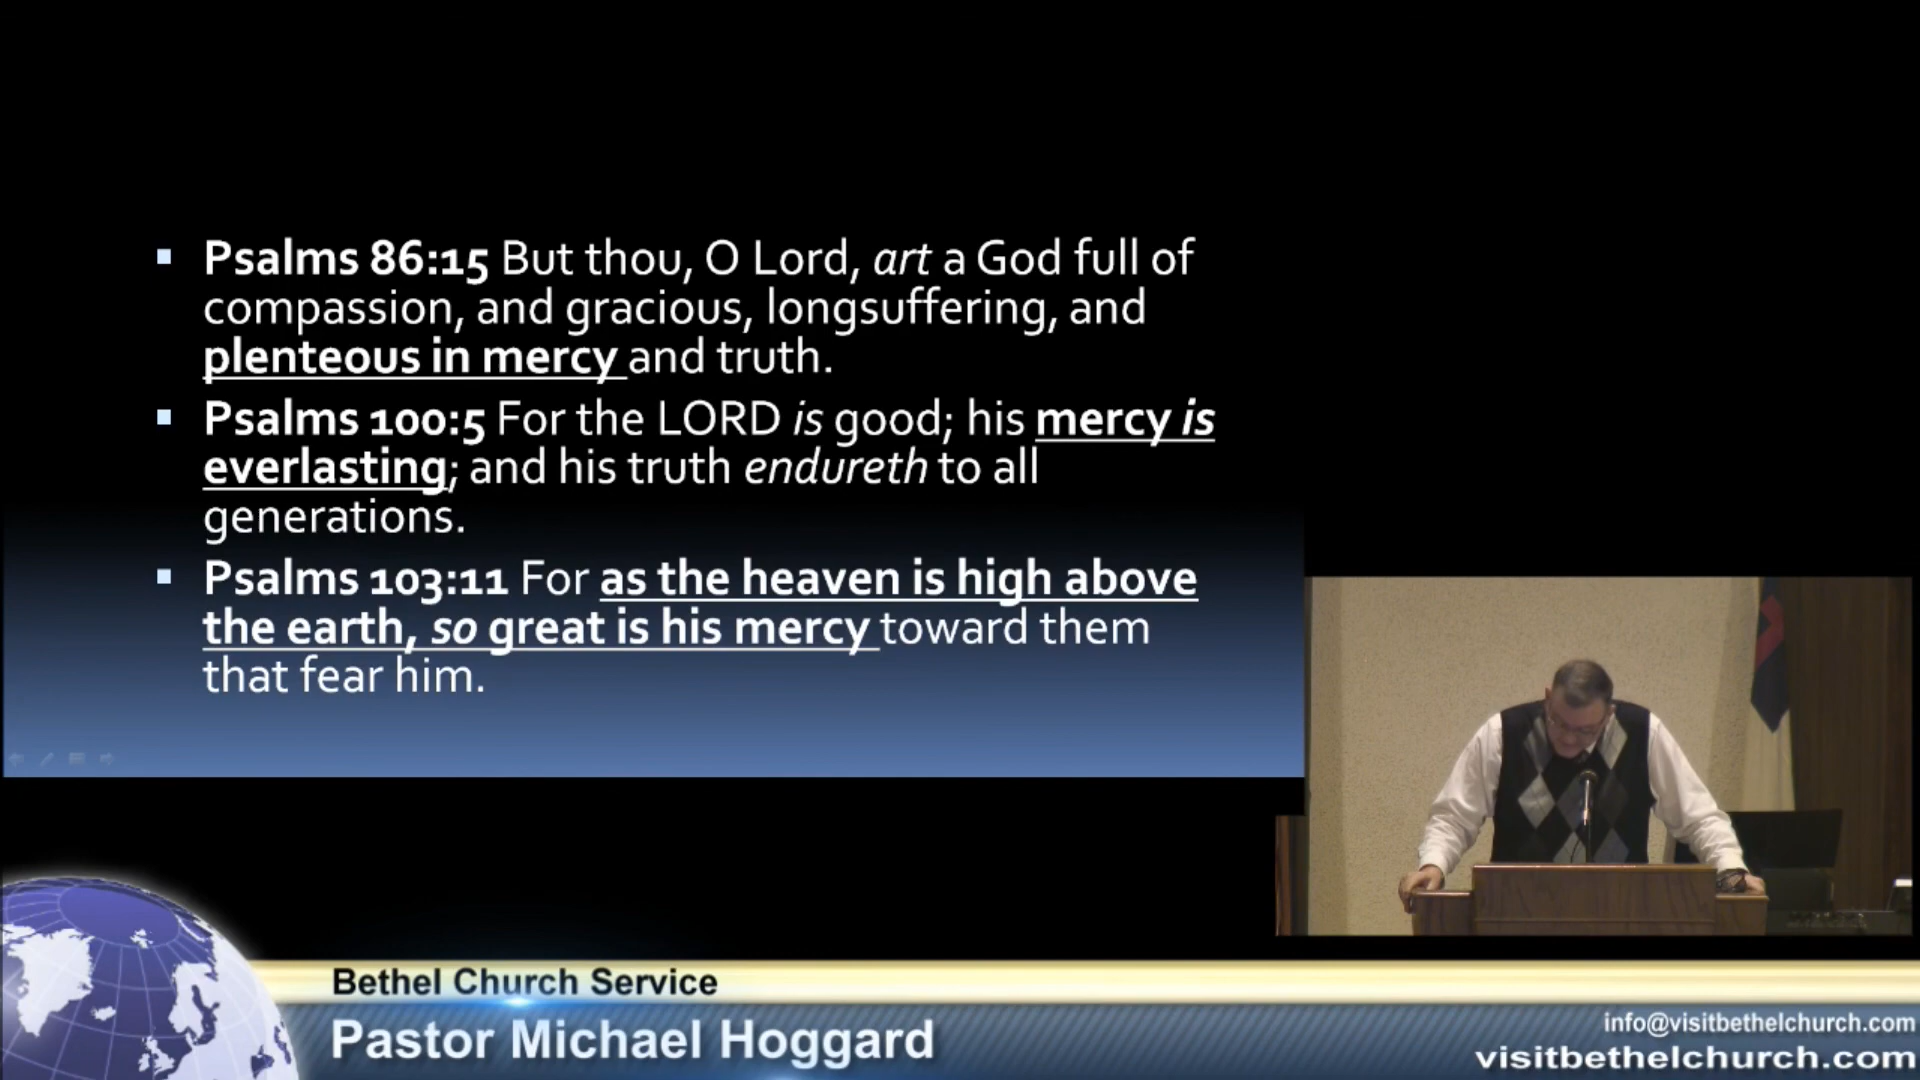 Psalms 86:15 But thou, O Lord, art a God full of
compassion, and gracious, longsuffering, and
plenteous in mercy and truth.
Psalms 100:5 For the LORD is good; his mercy is
everlasting; and his truth endureth to all
generations.
Psalms 103:11 For as the heaven is high above
the earth, so great is his mercy toward them
that fear him.
Bethel Church Service
Pastor Michael Hoggard
info@visitbethelchurch.com
visitbethelchurch.com